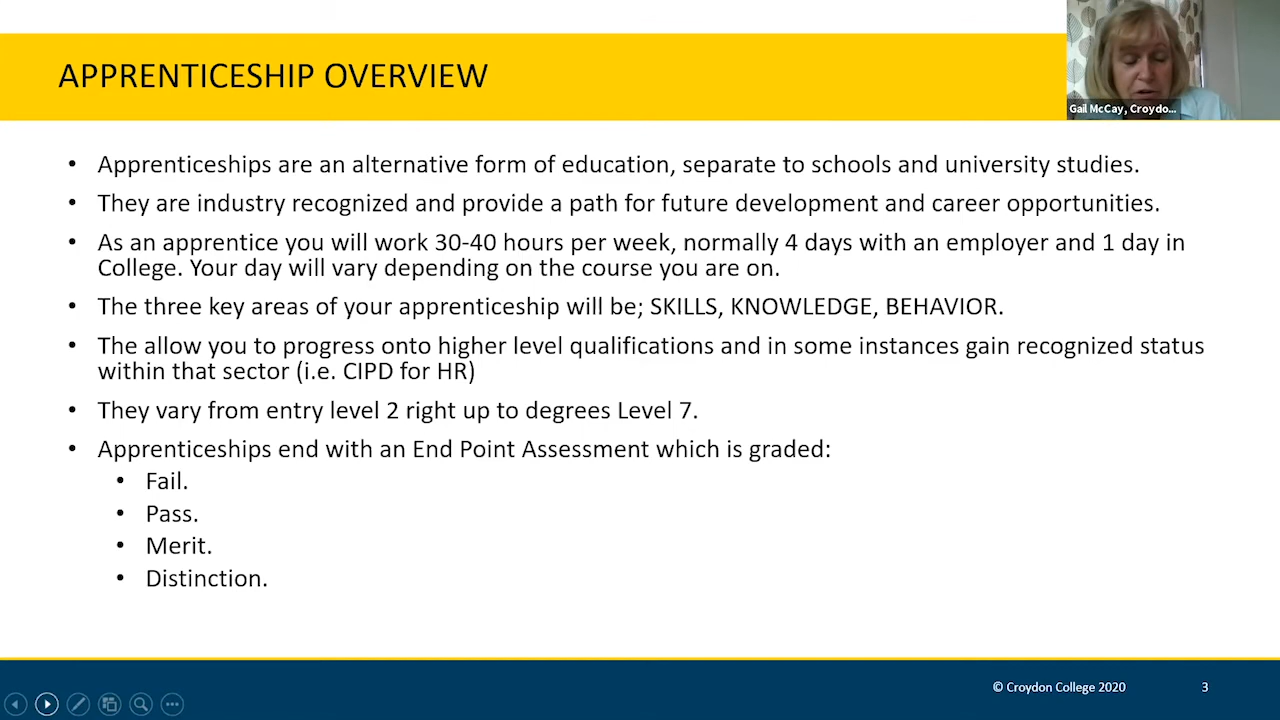 APPRENTICESHIP OVERVIEW
Gail McCay, Croydo...
• Apprenticeships are an alternative form of education, separate to schools and university studies.
• They are industry recognized and provide a path for future development and career opportunities.
• As an apprentice you will work 30-40 hours per week, normally 4 days with an employer and 1 day in
College. Your day will vary depending on the course you are on.
• The three key areas of your apprenticeship will be; SKILLS, KNOWLEDGE, BEHAVIOR.
• The allow you to progress onto higher level qualifications and in some instances gain recognized status
within that sector (i.e. CIPD for HR)
• They vary from entry level 2 right up to degrees Level 7.
• Apprenticeships end with an End Point Assessment which is graded:
• Fail.
• Pass.
• Merit.
• Distinction.
© Croydon College 2020
3